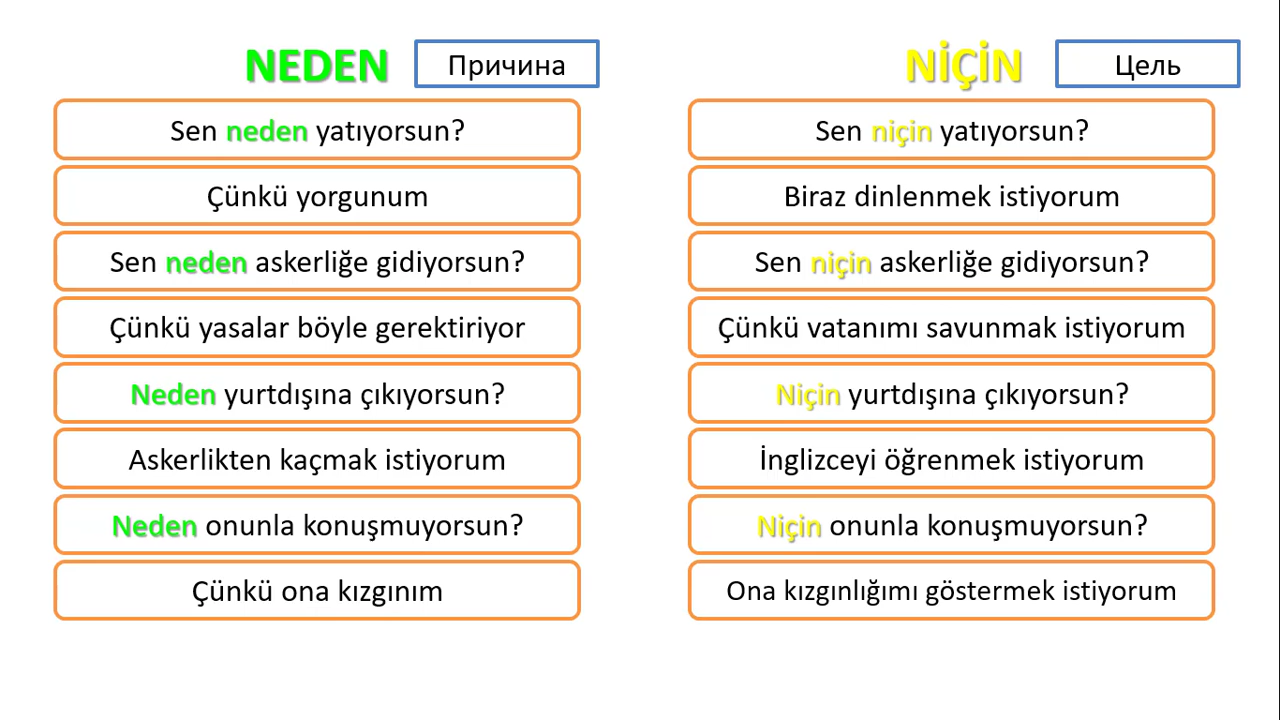 NEDEN
Причина
Sen neden yatıyorsun?
Çünkü yorgunum
Sen neden askerliğe gidiyorsun?
Çünkü yasalar böyle gerektiriyor
Neden yurtdışına çıkıyorsun?
Askerlikten kaçmak istiyorum
Neden onunla konuşmuyorsun?
Çünkü ona kızgınım
NİÇİN
Цель
Sen niçin yatıyorsun?
Biraz dinlenmek istiyorum
Sen niçin askerliğe gidiyorsun?
Çünkü vatanımı savunmak istiyorum
Niçin yurtdışına çıkıyorsun?
İnglizceyi öğrenmek istiyorum
Niçin onunla konuşmuyorsun?
Ona kızgınlığımı göstermek istiyorum